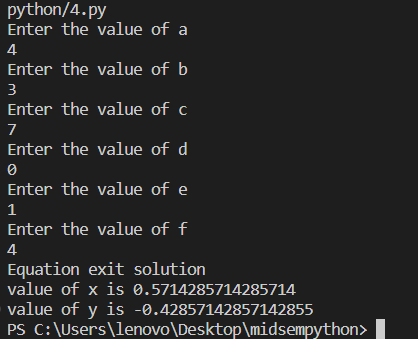 python/4.py
Enter the value of a
4
Enter the value of b
3
Enter the value of c
7
Enter the value of d
0
Enter the value of e
1
Enter the value of f
4
Equation exit solution
value of x is 0.5714285714285714
value of y is -0.42857142857142855
PS C:\Users\lenovo\Desktop\midsempython>